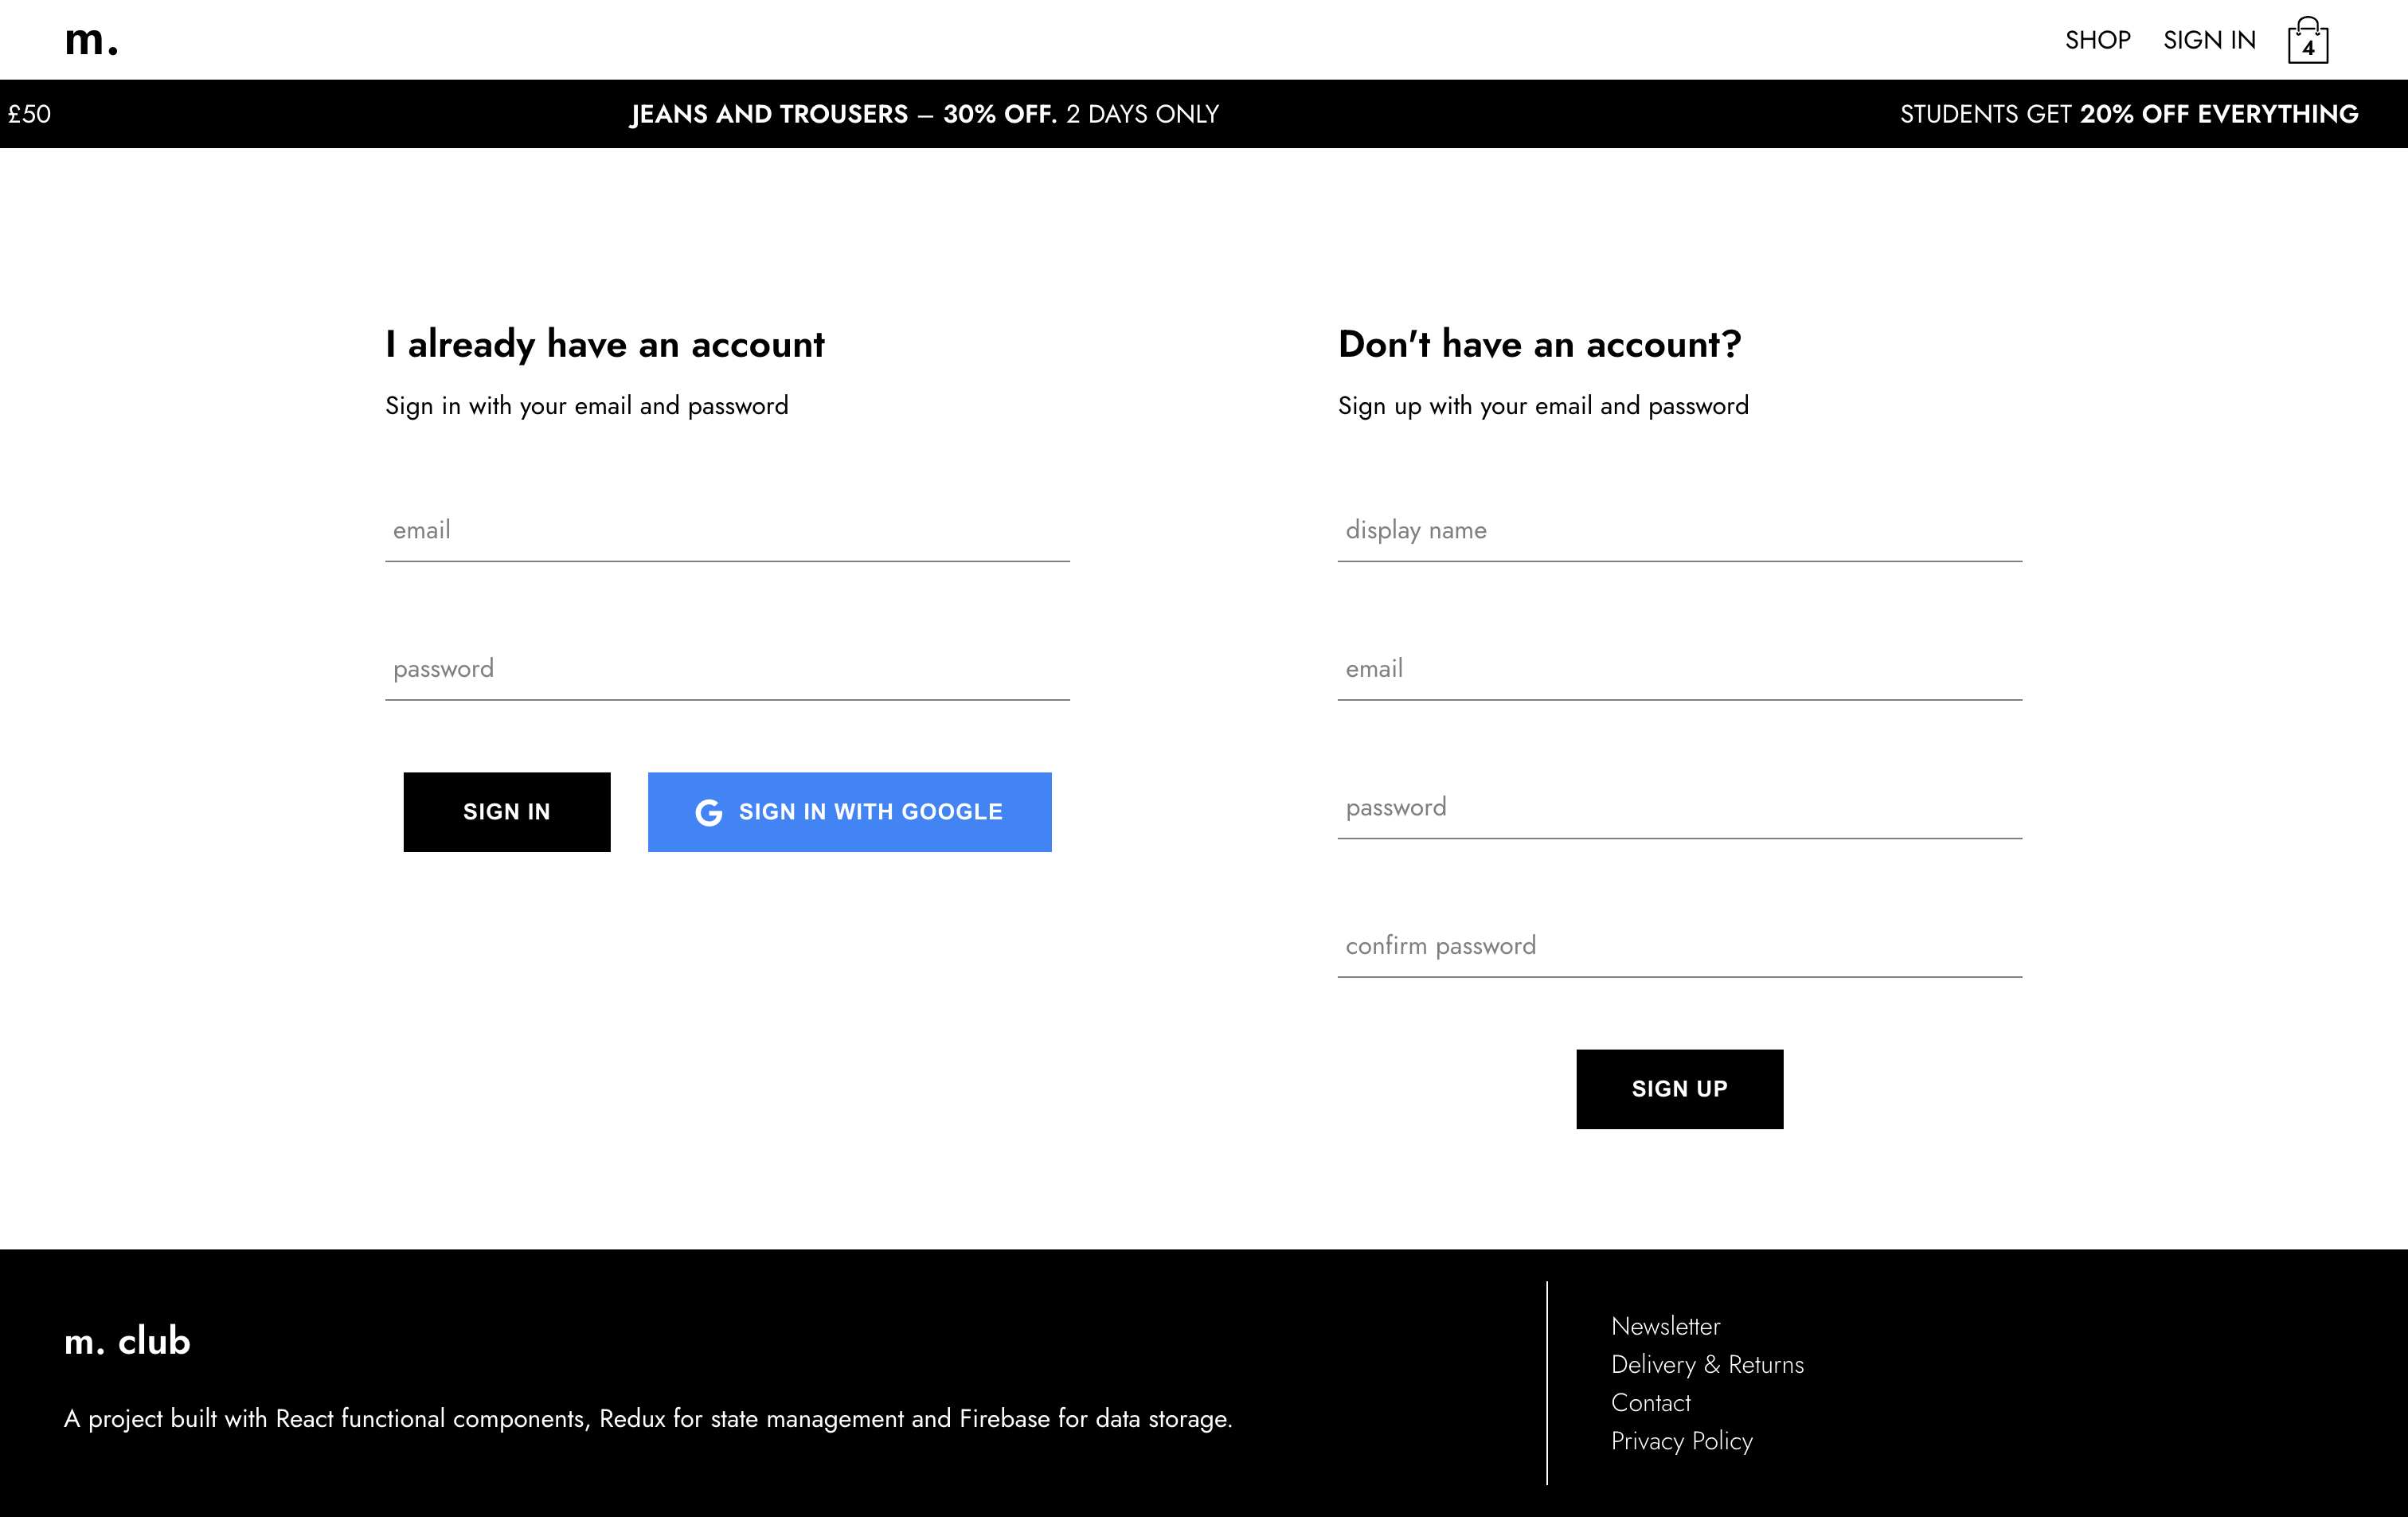 m.
SHOP SIGN IN 4
£50 JEANS AND TROUSERS – 30% OFF. 2 DAYS ONLY STUDENTS GET 20% OFF EVERYTHING
I already have an account
Sign in with your email and password
email
password
SIGN IN
G SIGN IN WITH GOOGLE
Don't have an account?
Sign up with your email and password
display name
email
password
confirm password
SIGN UP
m. club
A project built with React functional components, Redux for state management and Firebase for data storage.
Newsletter
Delivery & Returns
Contact
Privacy Policy